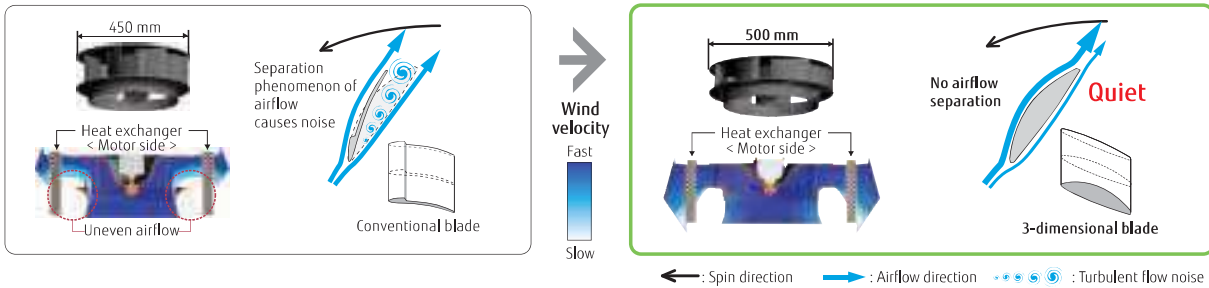 450 mm
Separation
phenomenon of
airflow
causes noise
Heat exchanger
< Motor side >
Uneven airflow
Conventional blade
Wind
velocity
Fast
Slow
500 mm
No airflow
separation
Quiet
Heat exchanger
< Motor side >
3-dimensional blade
: Spin direction
: Airflow direction
: Turbulent flow noise